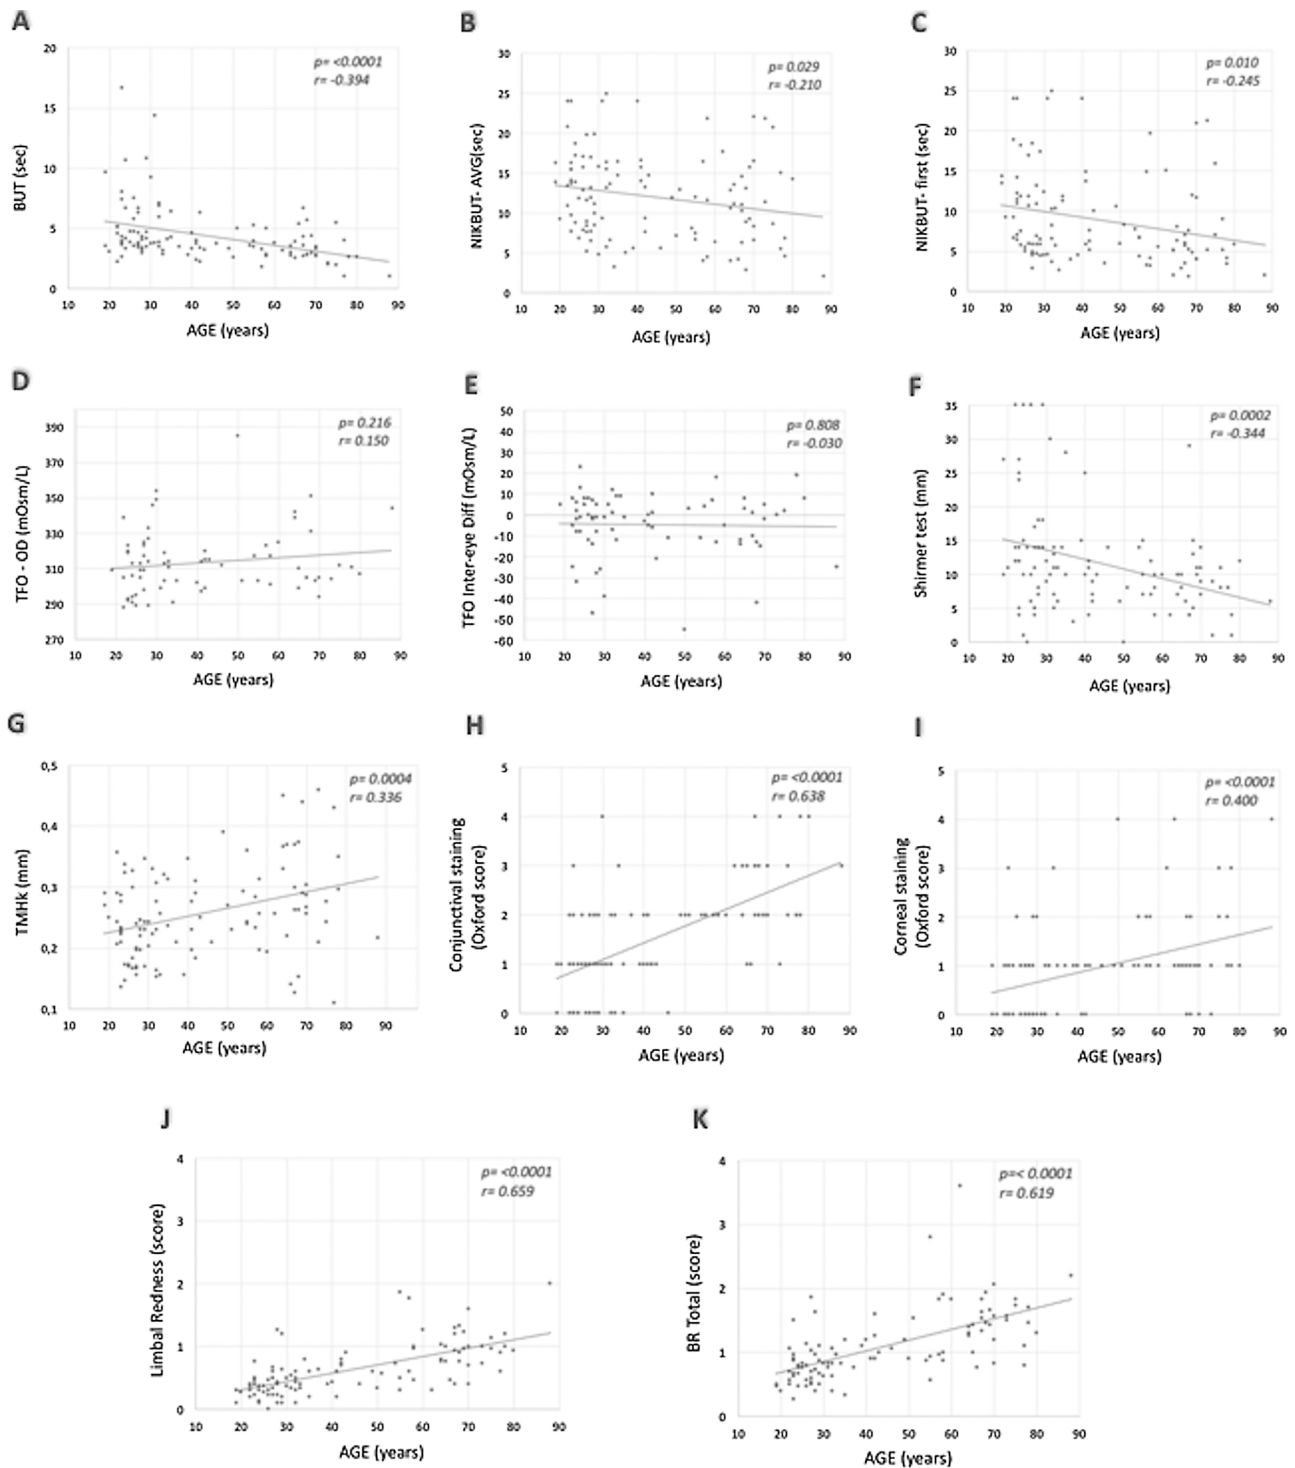 A
BUT (sec)
20
15
10
5
0
p= <0.0001
r= -0.394
10 20 30 40 50 60 70 80 90
AGE (years)
B
NIKBUT- AVG(sec)
30
25
20
15
10
5
0
p= 0.029
r= -0.210
10 20 30 40 50 60 70 80 90
AGE (years)
C
NIKBUT- first (sec)
30
25
20
15
10
5
0
p= 0.010
r= -0.245
10 20 30 40 50 60 70 80 90
AGE (years)
D
TFO - OD (mOsm/L)
390
370
350
330
310
290
270
p= 0.216
r= 0.150
10 20 30 40 50 60 70 80 90
AGE (years)
E
TFO Inter-eye Diff (mOsm/L)
50
40
30
20
10
0
-10
-20
-30
-40
-50
-60
p= 0.808
r= -0.030
10 20 30 40 50 60 70 80 90
AGE (years)
F
Shirmer test (mm)
35
30
25
20
15
10
5
0
p= 0.0002
r= -0.344
10 20 30 40 50 60 70 80 90
AGE (years)
G
TMHk (mm)
0,5
0,4
0,3
0,2
0,1
p= 0.0004
r= 0.336
10 20 30 40 50 60 70 80 90
AGE (years)
H
Conjunctival staining
(Oxford score)
5
4
3
2
1
0
p= <0.0001
r= 0.638
10 20 30 40 50 60 70 80 90
AGE (years)
I
Corneal staining
(Oxford score)
5
4
3
2
1
0
p= <0.0001
r= 0.400
10 20 30 40 50 60 70 80 90
AGE (years)
J
Limbal Redness (score)
4
3
2
1
0
p= <0.0001
r= 0.659
10 20 30 40 50 60 70 80 90
AGE (years)
K
BR Total (score)
4
3
2
1
0
p=< 0.0001
r= 0.619
10 20 30 40 50 60 70 80 90
AGE (years)